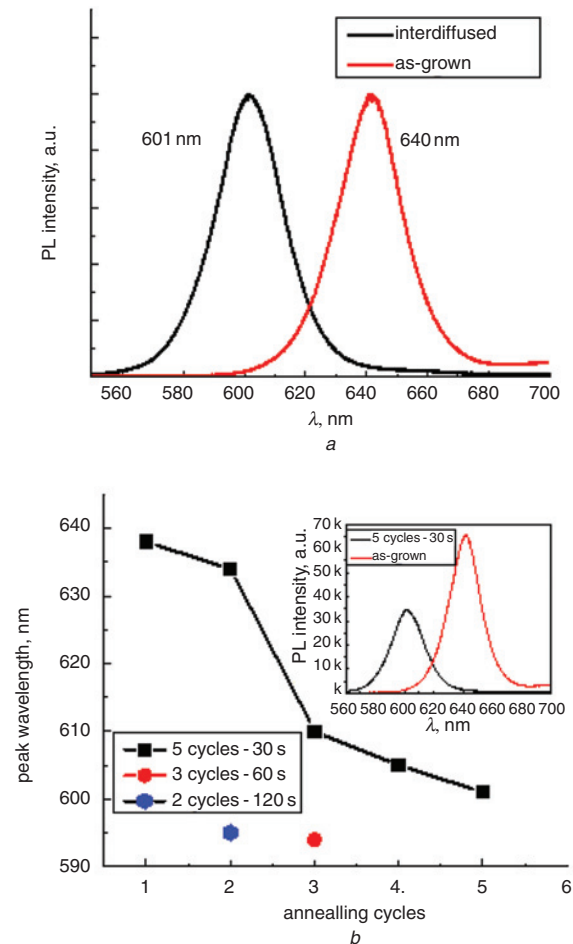 interdiffused
as-grown
601 nm
640 nm
PL intensity, a.u.
560 580 600 620 640 660 680 700
λ, nm
a
640
630
620
610
600
590
peak wavelength, nm
5 cycles - 30 s
3 cycles - 60 s
2 cycles - 120 s
1 2 3 4. 5 6
annealling cycles
b
70 k
60 k
50 k
40 k
30 k
20 k
10 k
k
PL intensity, a.u.
5 cycles - 30 s
as-grown
560 580 600 620 640 660 700
λ, nm